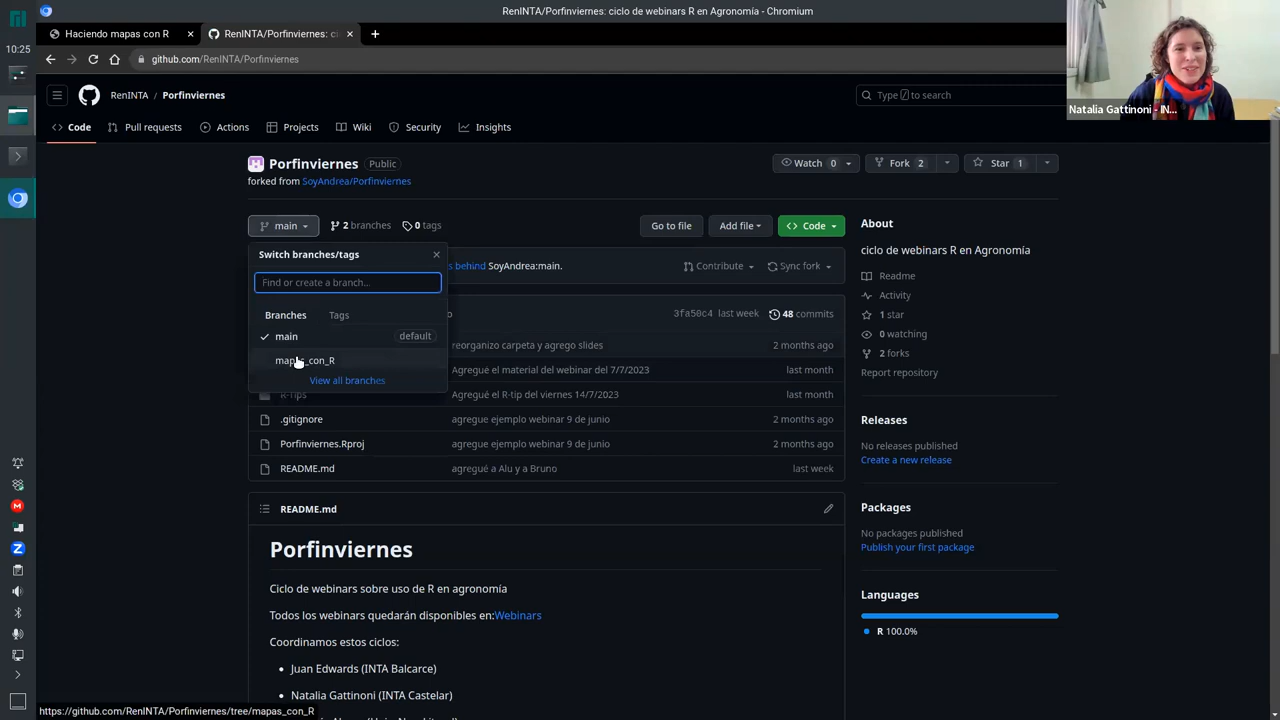 RenINTA/Porfinviernes: ciclo de webinars R en Agronomía - Chromium
10:25
Haciendo mapas con R
RenINTA/Porfinviernes: ci
github.com/RenINTA/Porfinviernes
Natalia Gattinoni - IN...
RenINTA / Porfinviernes
Type / to search
Code
Pull requests
Actions
Projects
Wiki
Security
Insights
Porfinviernes Public
Watch 0
Fork 2
Star 1
forked from SoyAndrea/Porfinviernes
main
2 branches
0 tags
Go to file
Add file
Code
Switch branches/tags
s behind SoyAndrea:main.
Contribute
Sync fork
Find or create a branch...
Branches
Tags
3fa50c4 last week
48 commits
main default
reorganizo carpeta y agrego slides 2 months ago
mapas_con_R
Agregué el material del webinar del 7/7/2023 last month
View all branches
R-Tips Agregué el R-tip del viernes 14/7/2023 last month
.gitignore agregue ejemplo webinar 9 de junio 2 months ago
Porfinviernes.Rproj agregue ejemplo webinar 9 de junio 2 months ago
README.md agregué a Alu y a Bruno last week
README.md
Porfinviernes
Ciclo de webinars sobre uso de R en agronomía
Todos los webinars quedarán disponibles en:Webinars
Coordinamos estos ciclos:
Juan Edwards (INTA Balcarce)
Natalia Gattinoni (INTA Castelar)
About
ciclo de webinars R en Agronomía
Readme
Activity
1 star
0 watching
2 forks
Report repository
Releases
No releases published
Create a new release
Packages
No packages published
Publish your first package
Languages
R 100.0%
https://github.com/RenINTA/Porfinviernes/tree/mapas_con_R